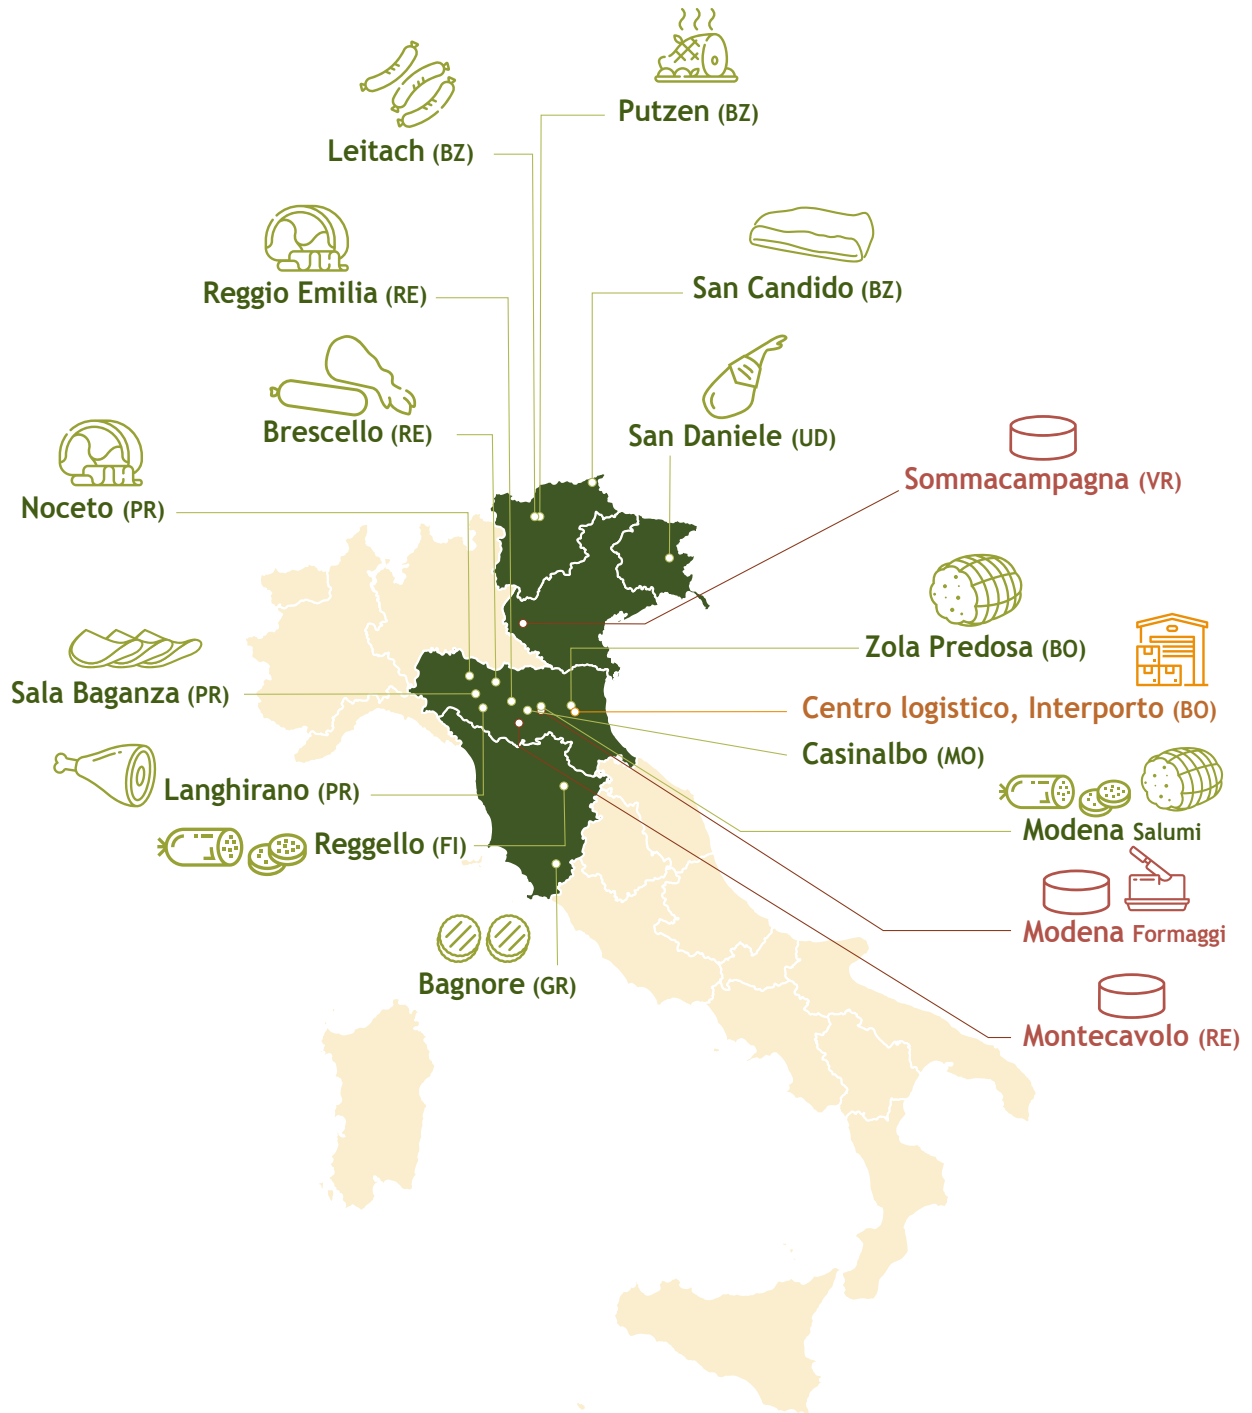 Putzen (BZ)
Leitach (BZ)
San Candido (BZ)
Reggio Emilia (RE)
Brescello (RE)
San Daniele (UD)
Sommacampagna (VR)
Noceto (PR)
Zola Predosa (BO)
Sala Baganza (PR)
Centro logistico, Interporto (BO)
Casinalbo (MO)
Langhirano (PR)
Modena Salumi
Reggello (FI)
Modena Formaggi
Bagnore (GR)
Montecavolo (RE)